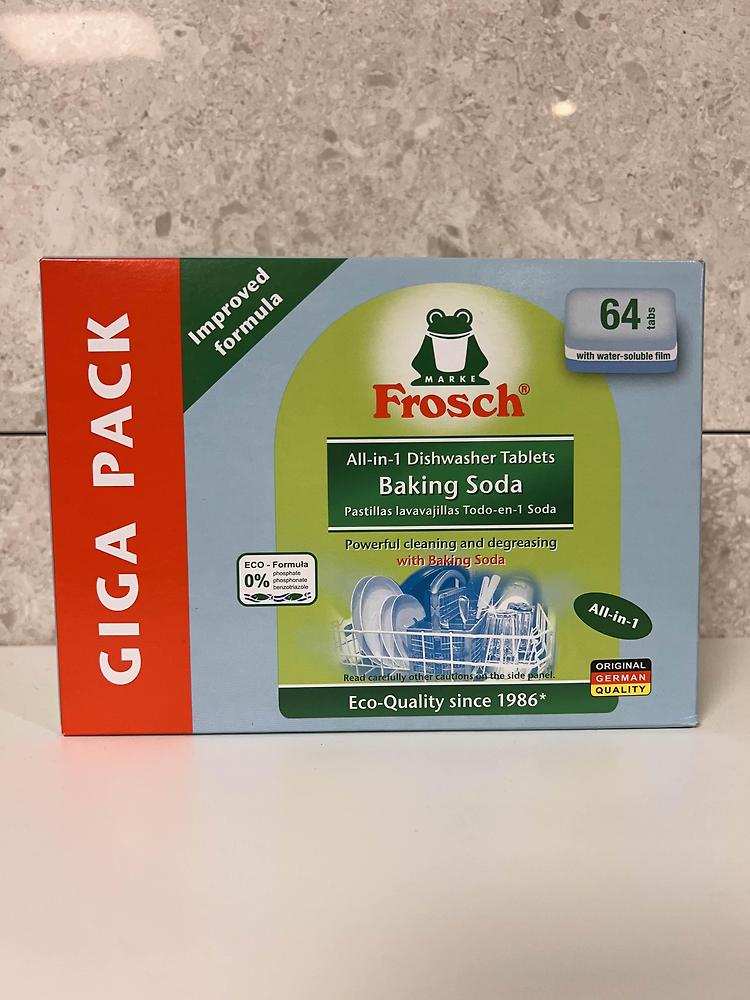 GIGA PACK
Improved
formula
64 tabs
with water-soluble film
MARKE
Frosch®
All-in-1 Dishwasher Tablets
Baking Soda
Pastillas lavavajillas Todo-en-1 Soda
Powerful cleaning and degreasing
with Baking Soda
ECO - Formula
0% phosphate
phosphonate
benzotriazole
All-in-1
Read carefully other cautions on the side panel.
ORIGINAL
GERMAN
QUALITY
Eco-Quality since 1986*